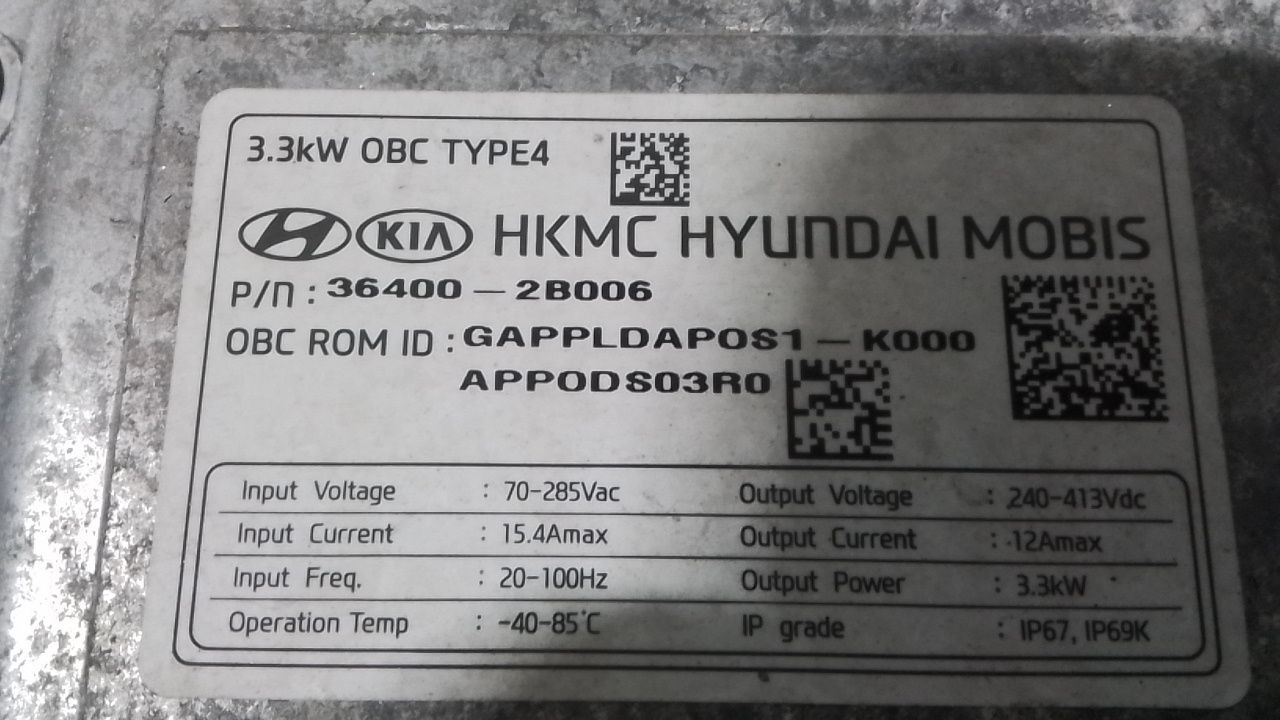 3.3kW OBC TYPE4
KIA HKMC HYUNDAI MOBIS
P/N : 36400 - 2B006
OBC ROM ID : GAPPLDAPOS1 - K000
APPODS03R0
Input Voltage : 70-285Vac Output Voltage : 240-413Vdc
Input Current : 15.4Amax Output Current : 12Amax
Input Freq. : 20-100Hz Output Power : 3.3kW
Operation Temp : -40-85°C IP grade : IP67, IP69K